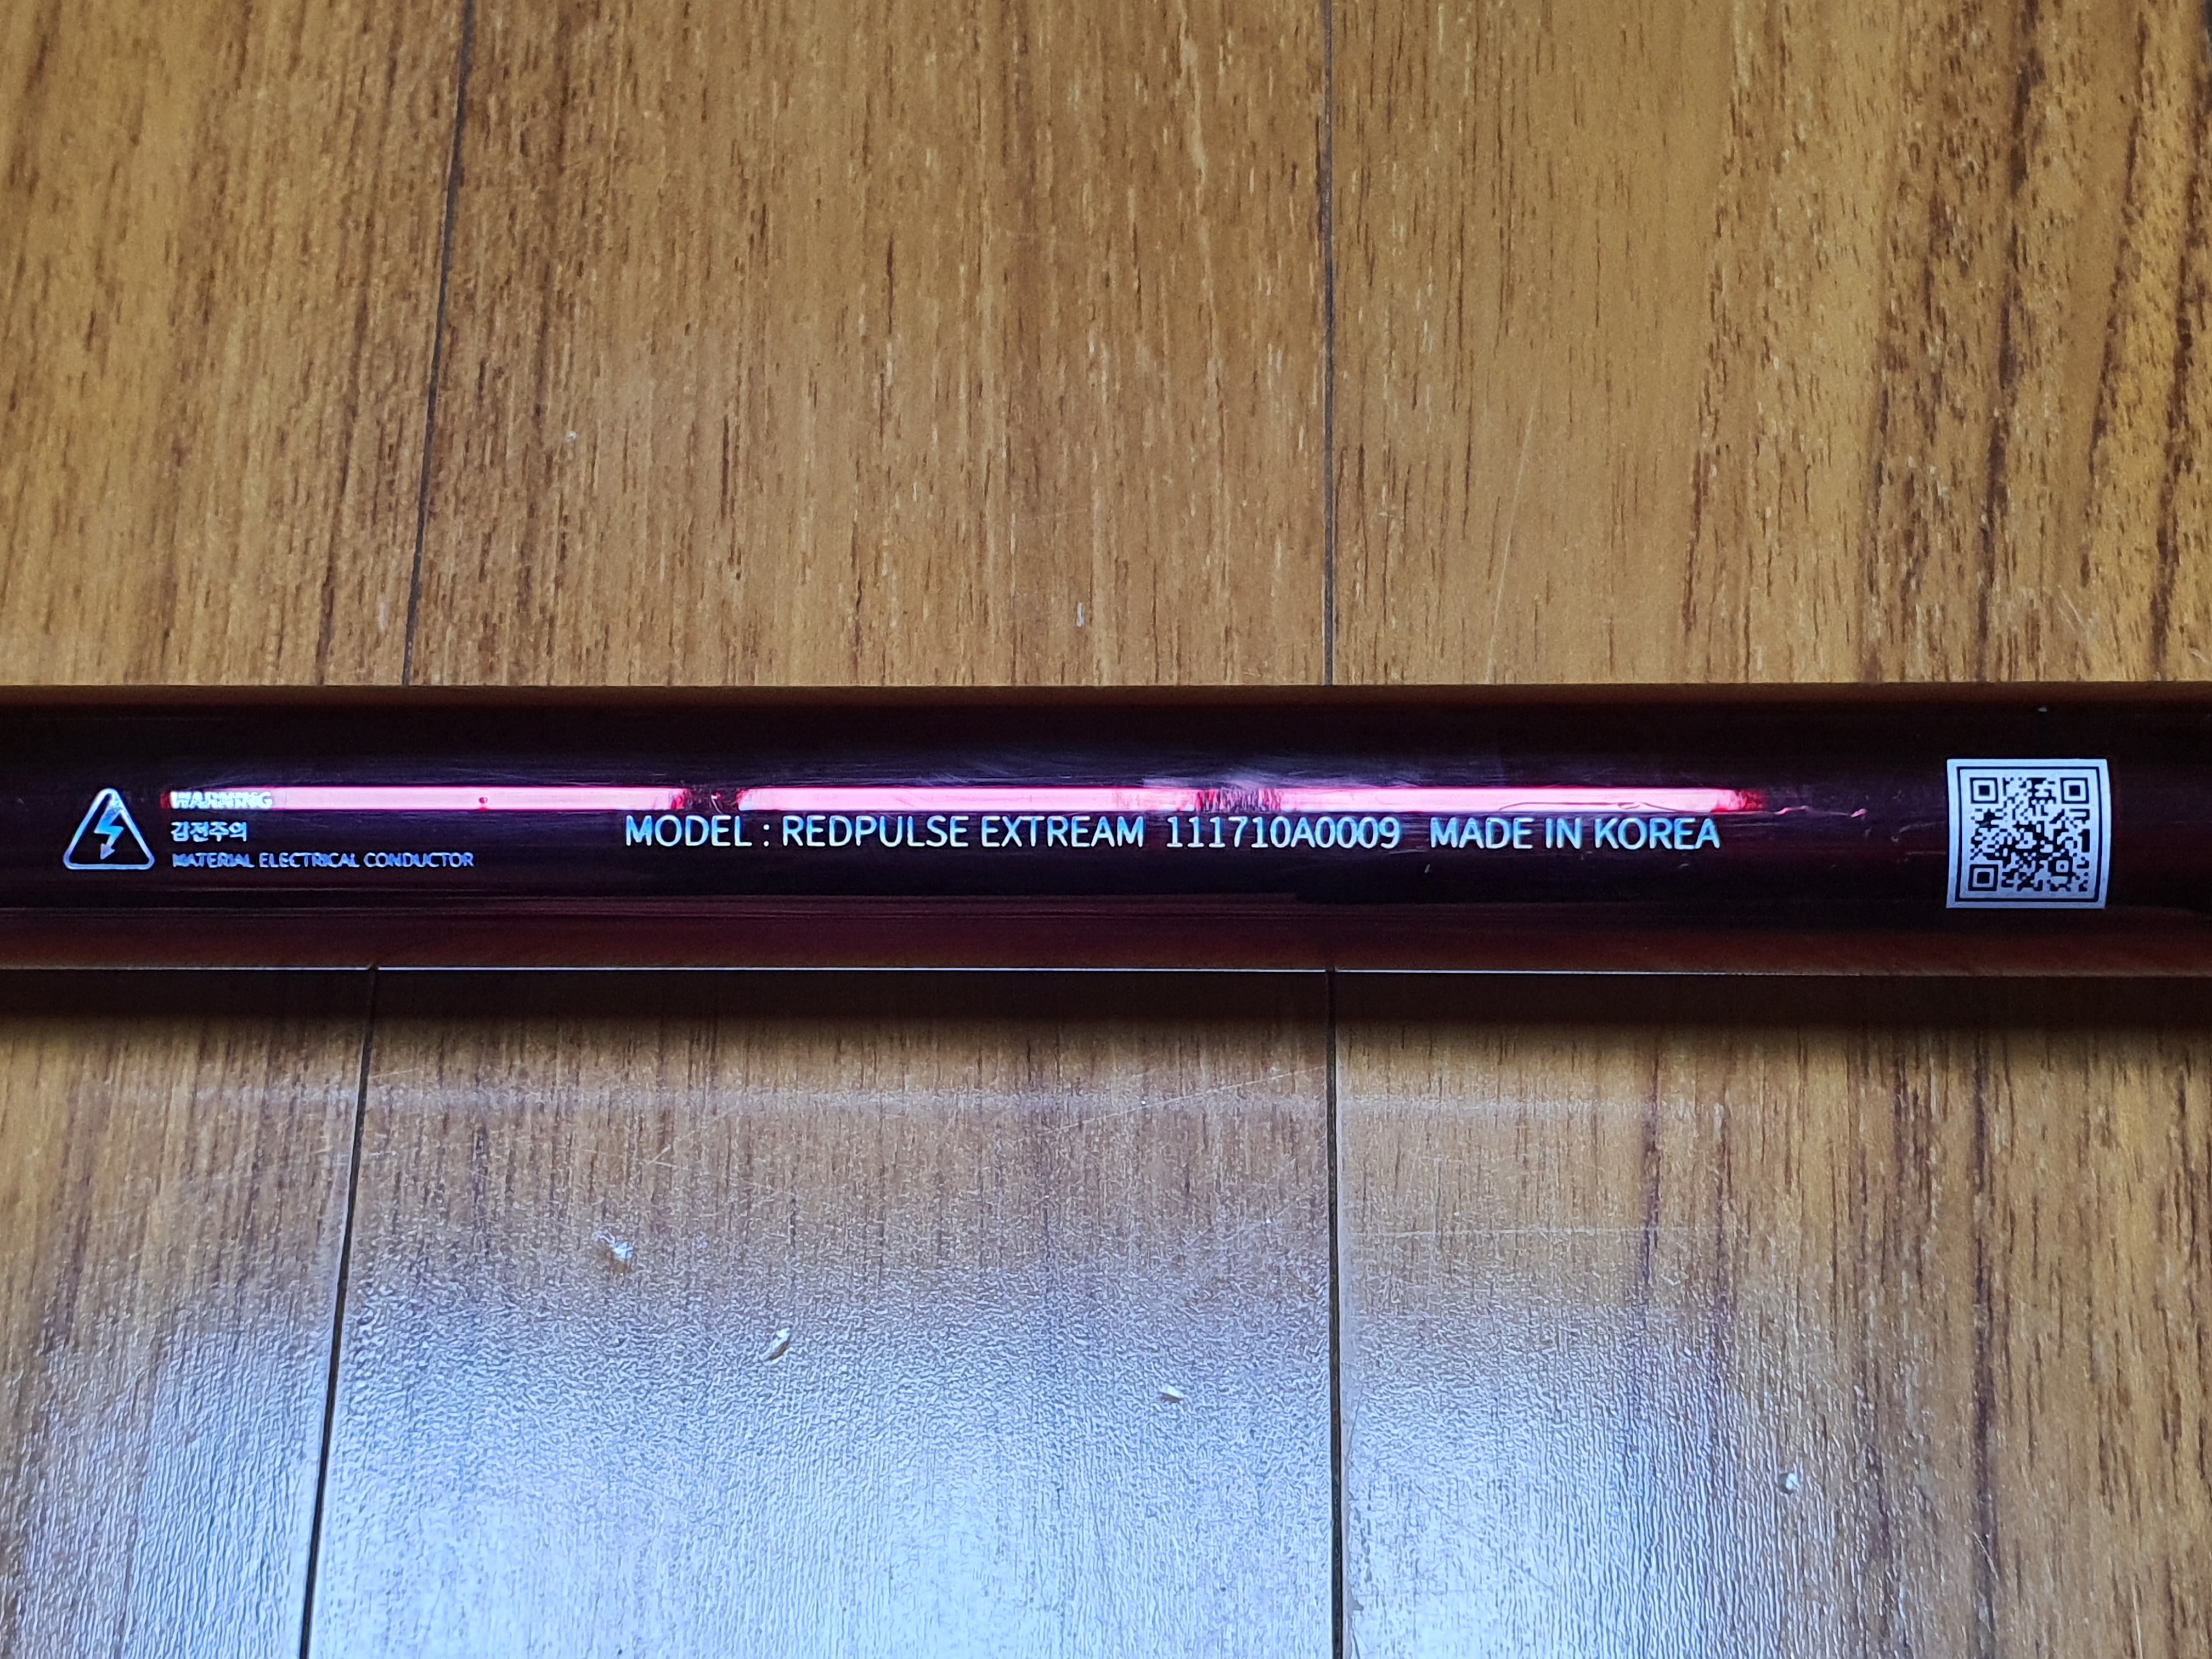 WARNING
감전주의
MATERIAL ELECTRICAL CONDUCTOR
MODEL : REDPULSE EXTREAM 111710A0009 MADE IN KOREA